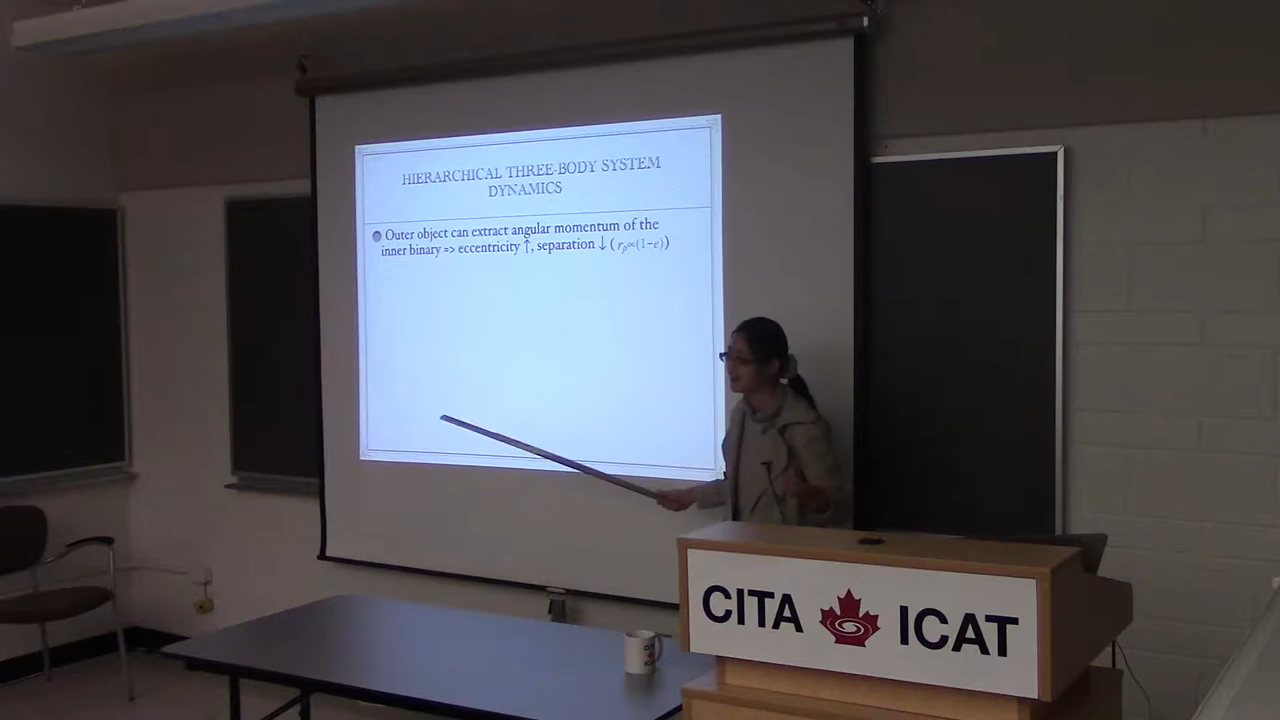 HIERARCHICAL THREE-BODY SYSTEM
DYNAMICS
Outer object can extract angular momentum of the
inner binary => eccentricity ↑, separation ↓ ( rₚ∝(1−e) )
CITA ICAT